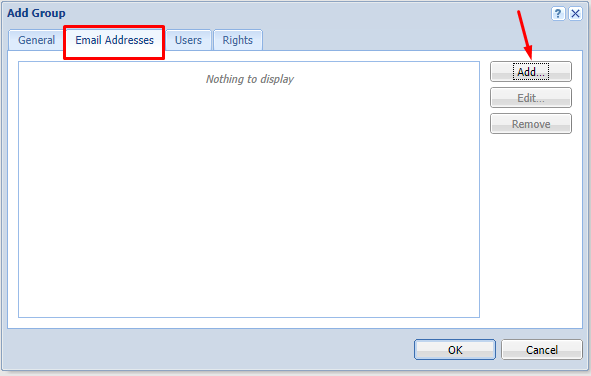 Add Group
?
General Email Addresses Users Rights
Nothing to display
Add...
Edit...
Remove
OK Cancel